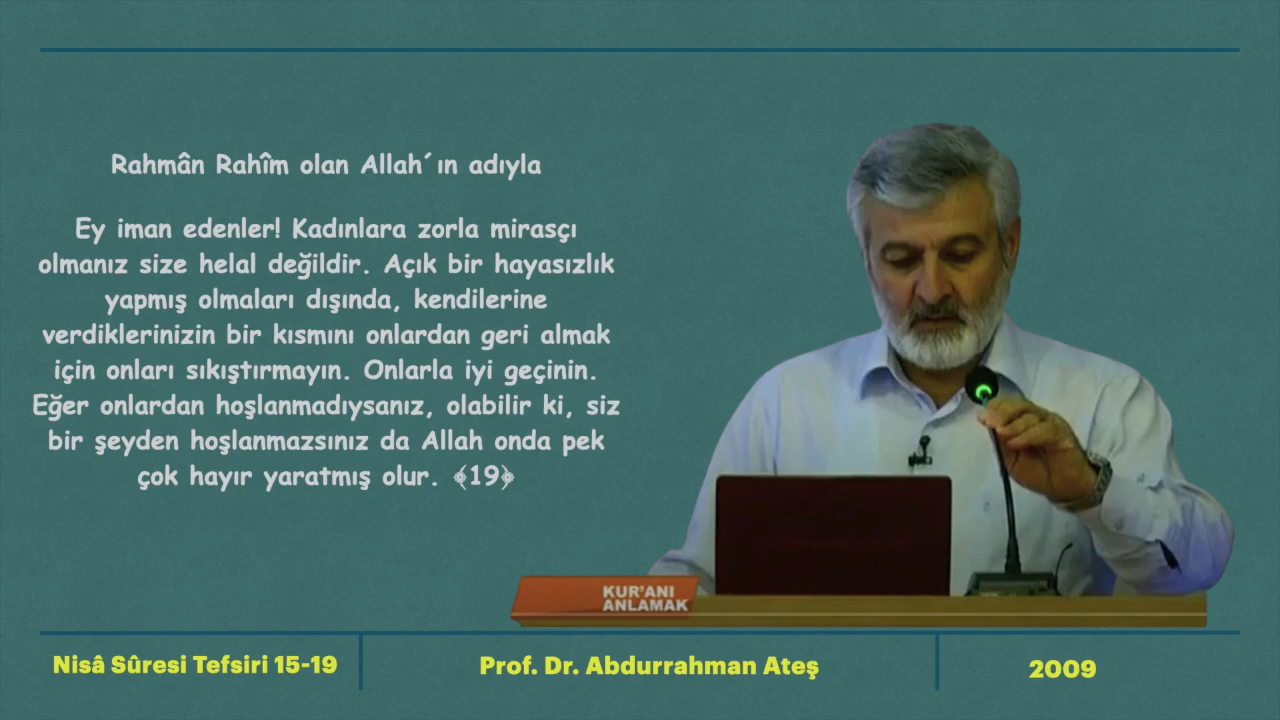 Rahmân Rahîm olan Allah´ın adıyla
Ey iman edenler! Kadınlara zorla mirasçı
olmanız size helal değildir. Açık bir hayasızlık
yapmış olmaları dışında, kendilerine
verdiklerinizin bir kısmını onlardan geri almak
için onları sıkıştırmayın. Onlarla iyi geçinin.
Eğer onlardan hoşlanmadıysanız, olabilir ki, siz
bir şeyden hoşlanmazsınız da Allah onda pek
çok hayır yaratmış olur. ﴾19﴿
KUR'ANI
ANLAMAK
Nisâ Sûresi Tefsiri 15-19
Prof. Dr. Abdurrahman Ateş
2009